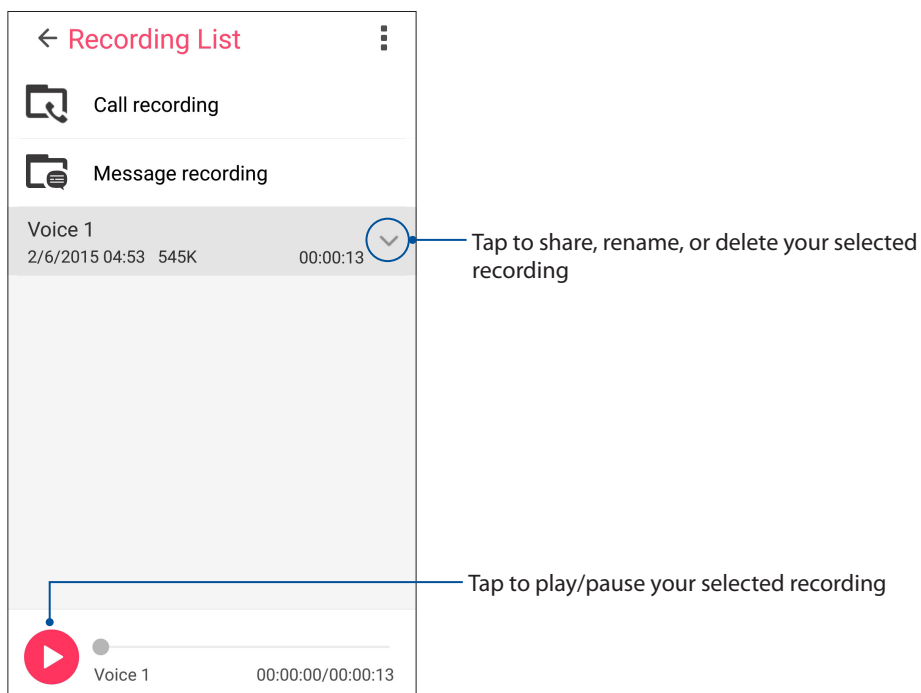 Recording List
Call recording
Message recording
Voice 1
2/6/2015 04:53 545K 00:00:13
Tap to share, rename, or delete your selected
recording
Tap to play/pause your selected recording
Voice 1 00:00:00/00:00:13